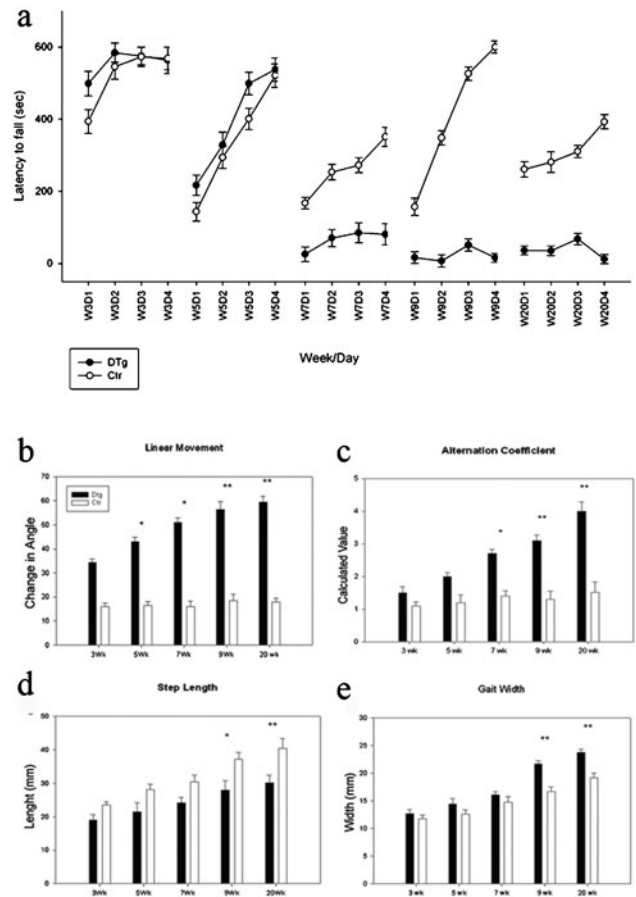 a
Latency to fall (sec)
600
400
200
0
W3D1 W3D2 W3D3 W3D4 W5D1 W5D2 W5D3 W5D4 W7D1 W7D2 W7D3 W7D4 W9D1 W9D2 W9D3 W9D4 W20D1 W20D2 W20D3 W20D4
Week/Day
DTg
Ctr
b
Linear Movement
Change in Angle
70
60
50
40
30
20
10
0
Dtg
Ctr
* * ** **
3Wk 5Wk 7Wk 9Wk 20 wk
c
Alternation Coefficient
Calculated Value
5
4
3
2
1
0
* ** **
3 wk 5 wk 7 wk 9 wk 20 wk
d
Step Length
Lenght (mm)
50
40
30
20
10
0
* **
3Wk 5Wk 7Wk 9Wk 20Wk
e
Gait Width
Width (mm)
30
25
20
15
10
5
0
** **
3 wk 5 wk 7 wk 9 wk 20 wk